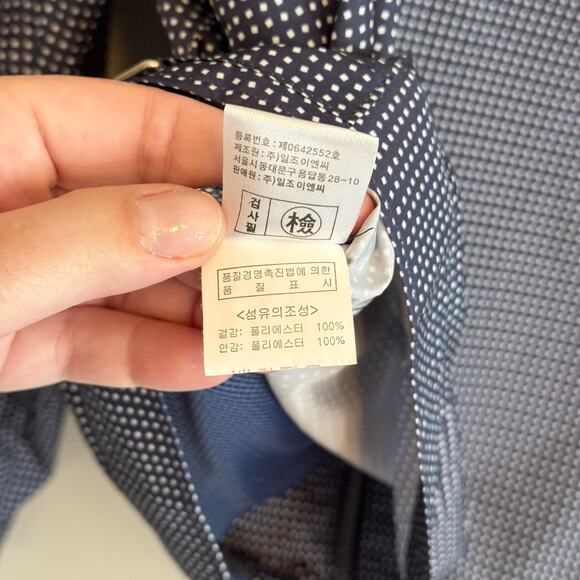 등록번호 : 제0642552호
제조원 : 주)일조이엔씨
서울시동대문구용답동28-10
판매원 : 주)일조이엔씨
검사필 檢
품질경영촉진법에 의한
품 질 표 시
<섬유의조성>
겉감: 폴리에스터 100%
안감: 폴리에스터 100%